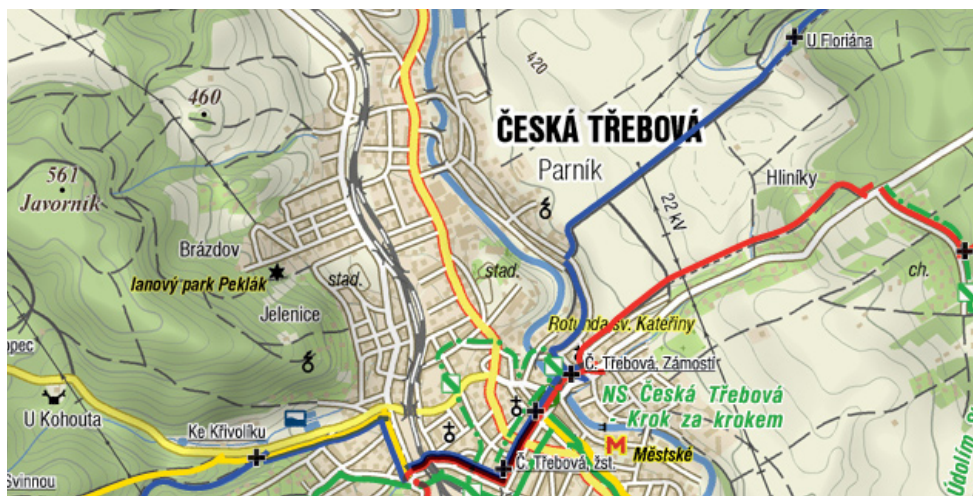 U Floriána
420
460
ČESKÁ TŘEBOVÁ
Parník
Hliníky
561
Javorník
22 kV
Brázdov
lanový park Peklák
stad.
stad.
ch.
Jelenice
Rotunda sv. Kateřiny
Č. Třebová, Zámostí
opec
U Kohouta
NS. Česká Třebová
Krok za krokem
Ke Křivolíku
M
Městské
Č. Třebová, žst.
Svinnou
Údolím